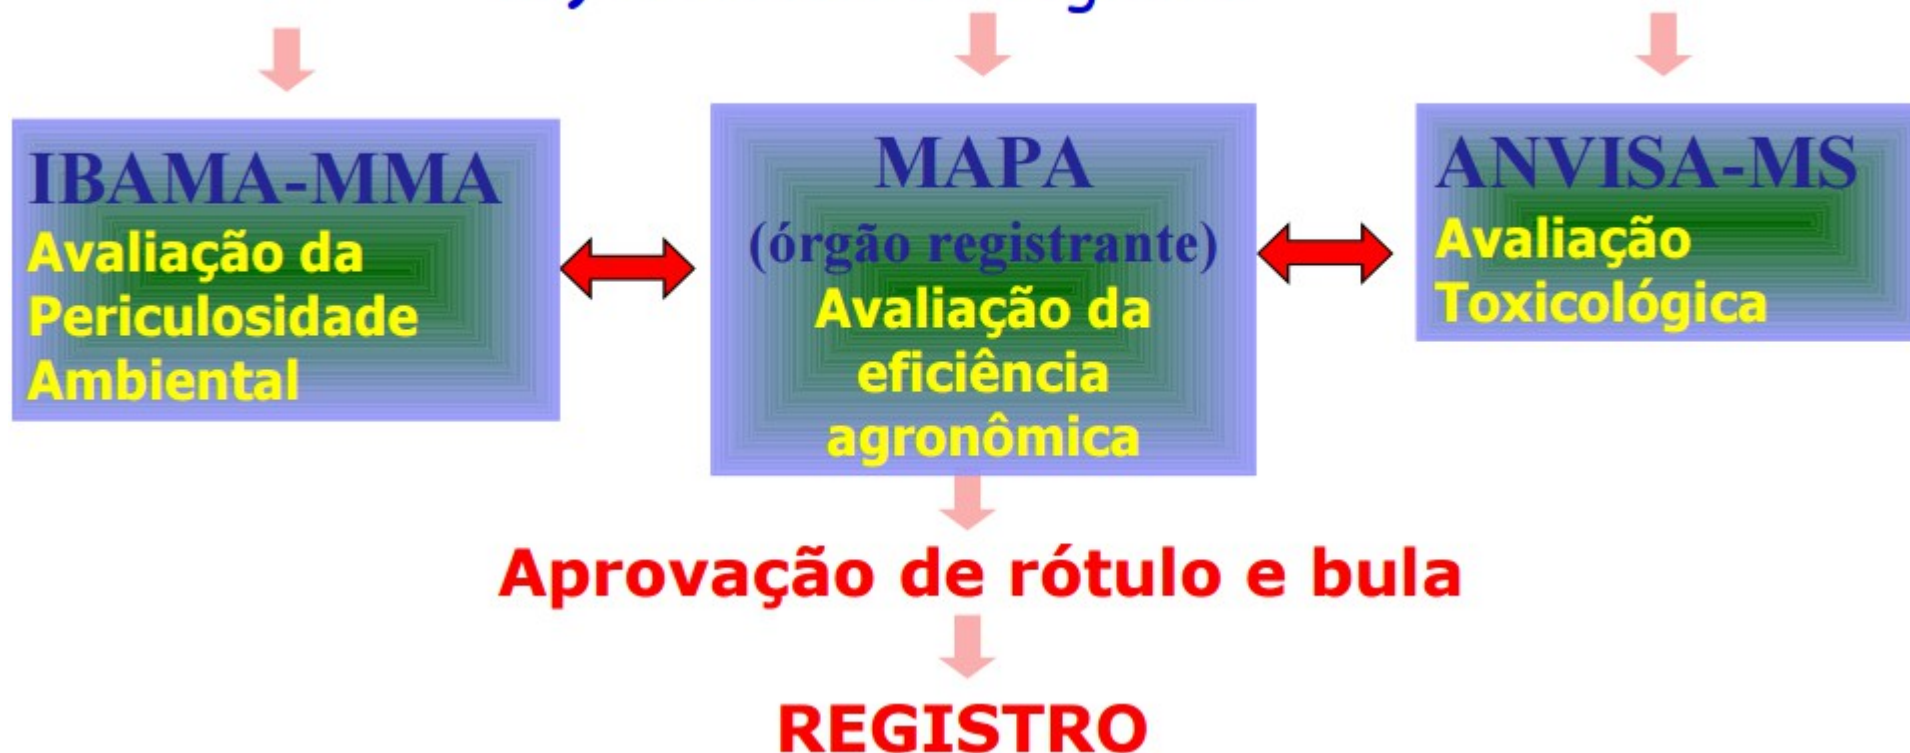 IBAMA-MMA
Avaliação da
Periculosidade
Ambiental
MAPA
(órgão registrante)
Avaliação da
eficiência
agronômica
ANVISA-MS
Avaliação
Toxicológica
Aprovação de rótulo e bula
REGISTRO